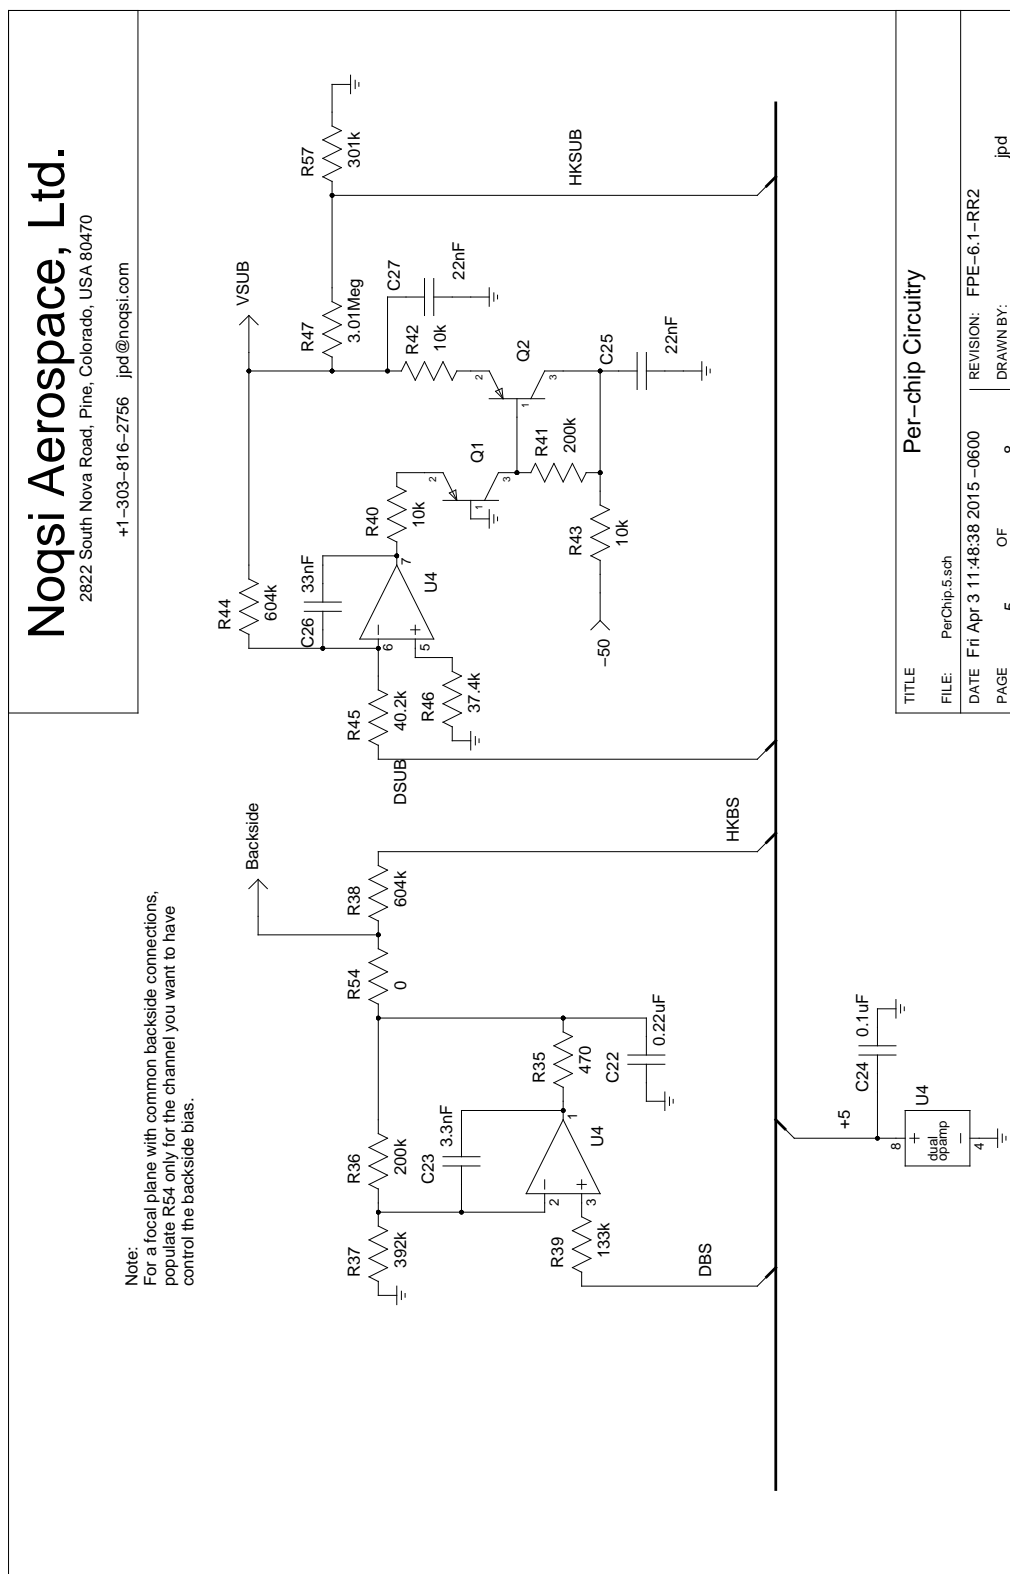 Noqsi Aerospace, Ltd.
2822 South Nova Road, Pine, Colorado, USA 80470
+1−303−816−2756 jpd@noqsi.com
Note:
For a focal plane with common backside connections,
populate R54 only for the channel you want to have
control the backside bias.
Backside
VSUB
R44
604k
R47
3.01Meg
R57
301k
C26
33nF
R45
40.2k
DSUB
6
5
7
U4
R46
37.4k
R40
10k
2
1
3
Q1
R42
10k
C27
22nF
2
1
3
Q2
R41
200k
R43
10k
−50
C25
22nF
HKSUB
R37
392k
R36
200k
R54
0
R38
604k
C23
3.3nF
2
3
1
U4
R35
470
R39
133k
C22
0.22uF
DBS
HKBS
+5
C24
0.1uF
U4
8
4
dual
opamp
TITLE
Per−chip Circuitry
FILE: PerChip.5.sch
REVISION: FPE−6.1−RR2
DATE Fri Apr 3 11:48:38 2015 −0600
DRAWN BY: jpd
PAGE OF